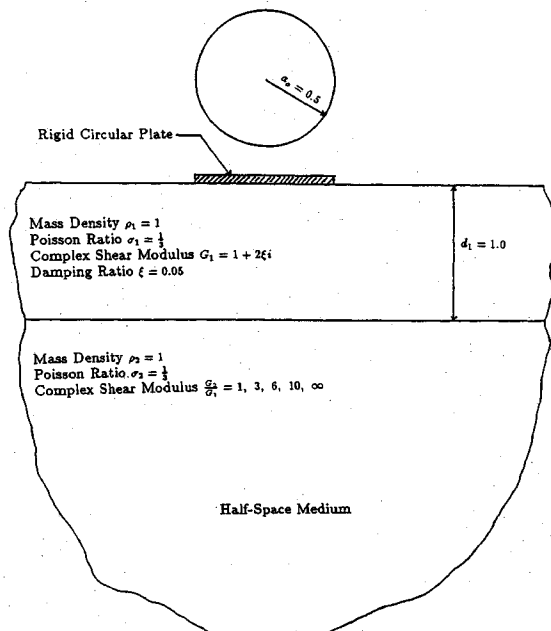 a₀ = 0.5
Rigid Circular Plate
Mass Density ρ₁ = 1
Poisson Ratio σ₁ = 1/3
Complex Shear Modulus G₁ = 1 + 2ξi
Damping Ratio ξ = 0.05
d₁ = 1.0
Mass Density ρ₂ = 1
Poisson Ratio σ₂ = 1/3
Complex Shear Modulus G₂/G₁ = 1, 3, 6, 10, ∞
Half-Space Medium